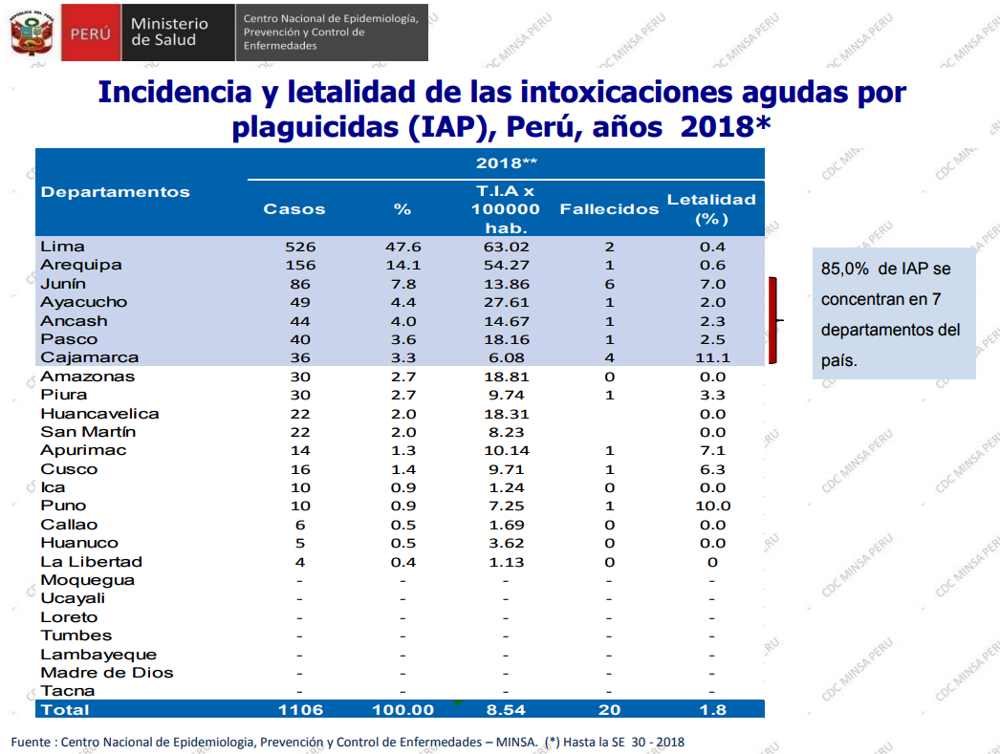 PERÚ
Ministerio
de Salud
Centro Nacional de Epidemiología,
Prevención y Control de
Enfermedades
Incidencia y letalidad de las intoxicaciones agudas por
plaguicidas (IAP), Perú, años 2018*
2018**
Departamentos Casos % T.I.A x 100000 hab. Fallecidos Letalidad (%)
Lima 526 47.6 63.02 2 0.4
Arequipa 156 14.1 54.27 1 0.6
Junín 86 7.8 13.86 6 7.0
Ayacucho 49 4.4 27.61 1 2.0
Ancash 44 4.0 14.67 1 2.3
Pasco 40 3.6 18.16 1 2.5
Cajamarca 36 3.3 6.08 4 11.1
Amazonas 30 2.7 18.81 0 0.0
Piura 30 2.7 9.74 1 3.3
Huancavelica 22 2.0 18.31 0.0
San Martín 22 2.0 8.23 0.0
Apurimac 14 1.3 10.14 1 7.1
Cusco 16 1.4 9.71 1 6.3
Ica 10 0.9 1.24 0 0.0
Puno 10 0.9 7.25 1 10.0
Callao 6 0.5 1.69 0 0.0
Huanuco 5 0.5 3.62 0 0.0
La Libertad 4 0.4 1.13 0 0
Moquegua - - - - -
Ucayali - - - - -
Loreto - - - - -
Tumbes - - - - -
Lambayeque - - - - -
Madre de Dios - - - - -
Tacna - - - - -
Total 1106 100.00 8.54 20 1.8
85,0% de IAP se
concentran en 7
departamentos del
país.
Fuente : Centro Nacional de Epidemiologia, Prevención y Control de Enfermedades – MINSA. (*) Hasta la SE 30 - 2018
CDC MINSA PERU